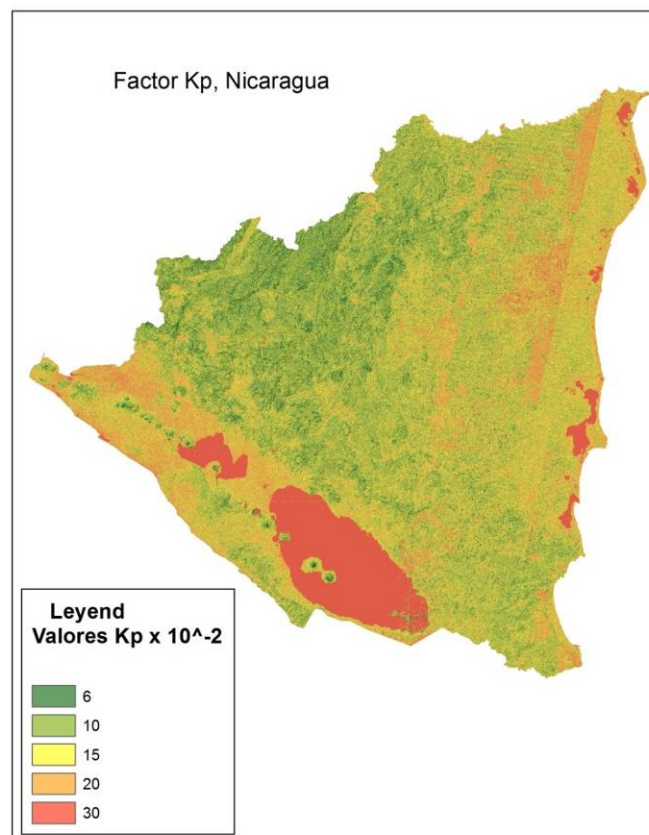 Factor Kp, Nicaragua
Leyend
Valores Kp x 10^-2
6
10
15
20
30